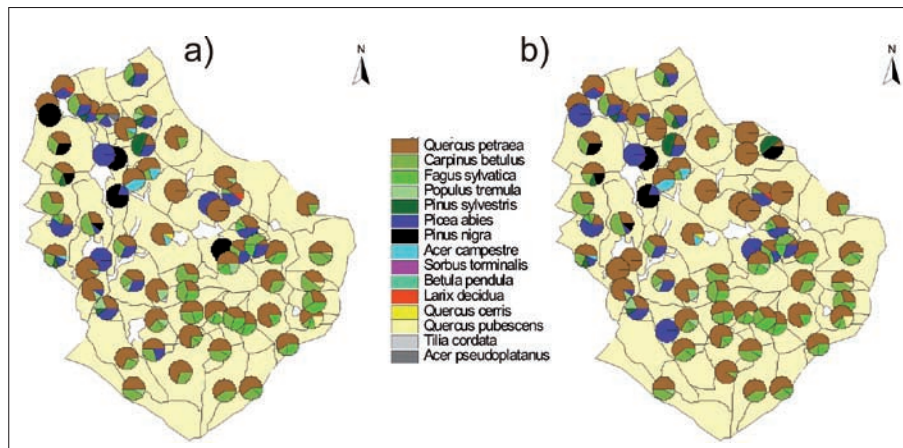 a)
N
b)
N
Quercus petraea
Carpinus betulus
Fagus sylvatica
Populus tremula
Pinus sylvestris
Picea abies
Pinus nigra
Acer campestre
Sorbus torminalis
Betula pendula
Larix decidua
Quercus cerris
Quercus pubescens
Tilia cordata
Acer pseudoplatanus